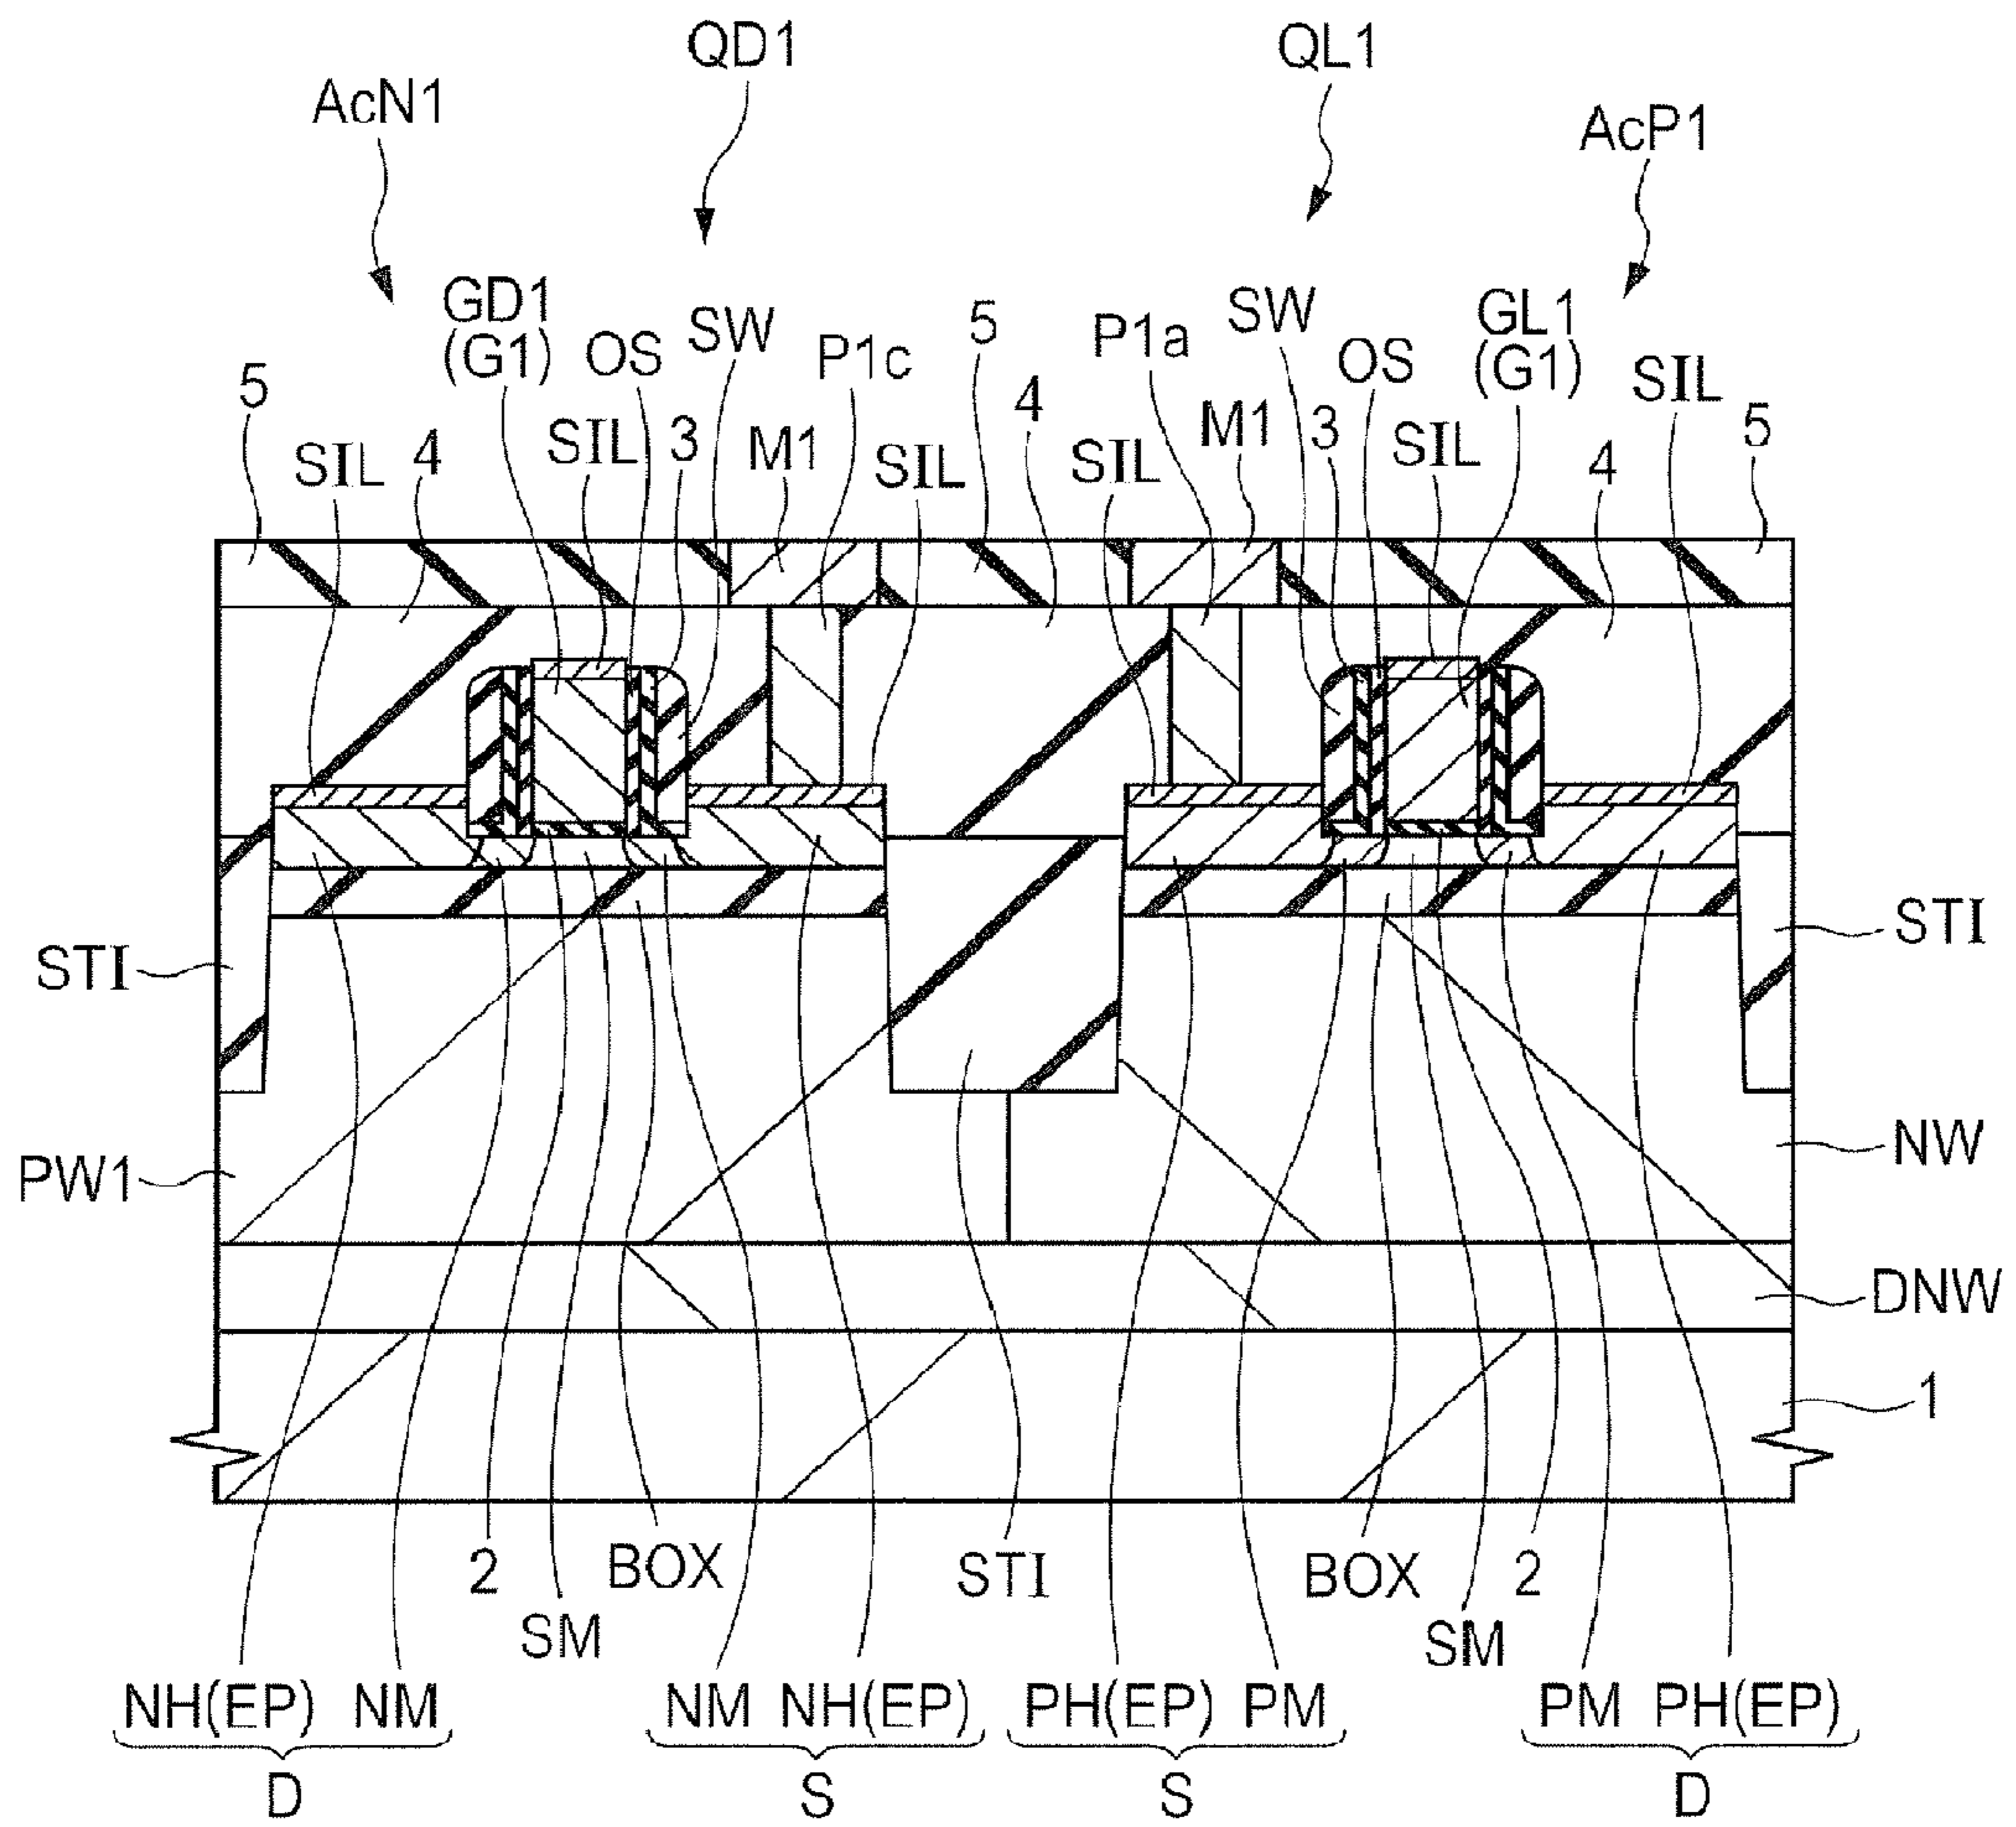 QD1 QL1
AcN1 AcP1
GD1 (G1) OS SW P1c 5 P1a SW OS GL1 (G1) SIL
5 SIL 4 SIL 3 M1 SIL 4 SIL M1 3 SIL 4 5
STI STI
PW1 NW
DNW
1
2 BOX STI BOX 2
SM SM
NH(EP) NM NM NH(EP) PH(EP) PM PM PH(EP)
D S S D